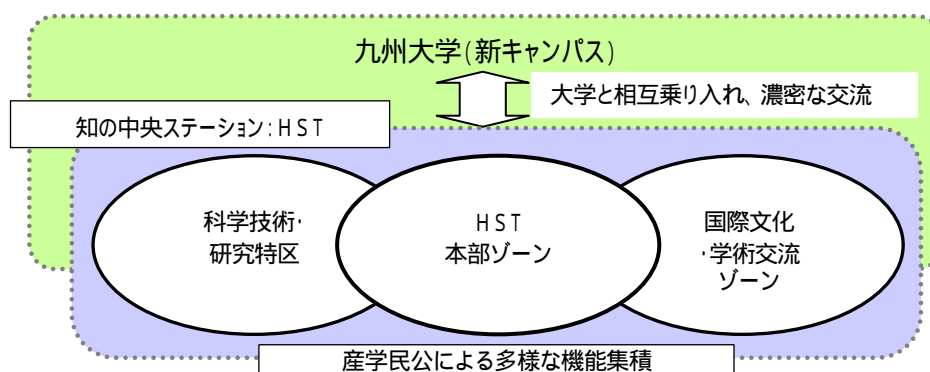 九州大学(新キャンパス)
大学と相互乗り入れ、濃密な交流
知の中央ステーション:HST
科学技術・
研究特区
HST
本部ゾーン
国際文化
・学術交流
ゾーン
産学民公による多様な機能集積